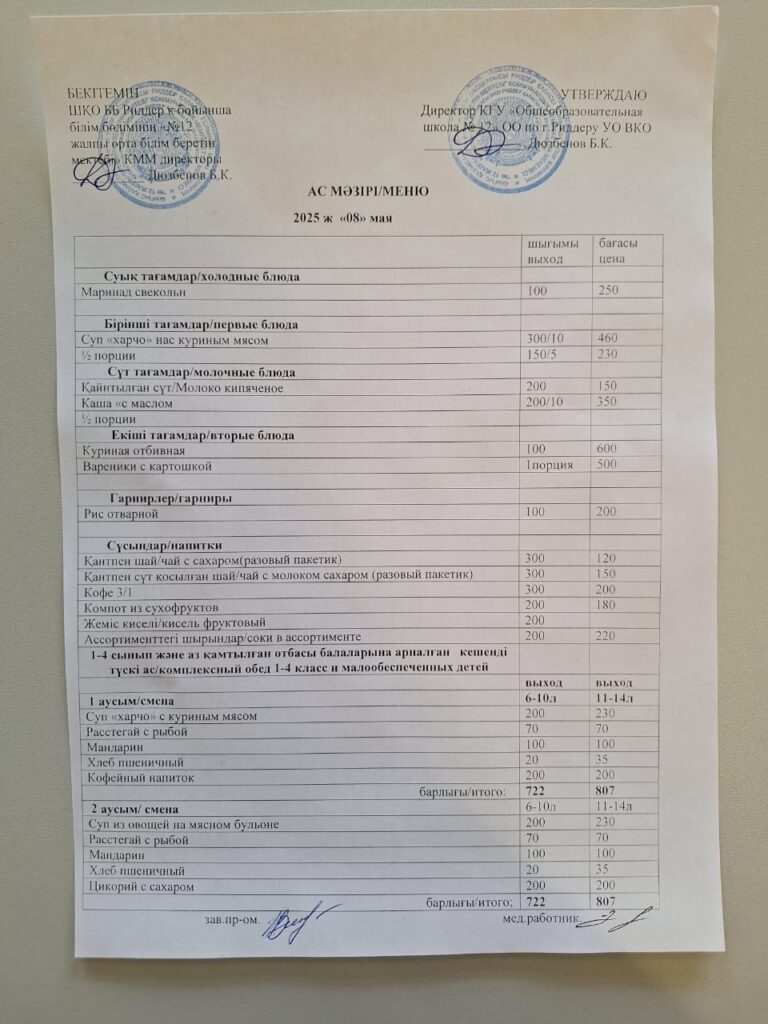 БЕКІТЕМІН
ШҚО ББ Риддер қ бойынша
білім бөлімінің «№12
жалпы орта білім беретін
мектебі» КММ директоры
Дюзбенов Б.К.
УТВЕРЖДАЮ
Директор КГУ «Общеобразовательная
школа № 12» ОО по г.Риддеру УО ВКО
Дюзбенов Б.К.
АС МӘЗІРІ/МЕНЮ
2025 ж «08» мая
шығымы выход бағасы цена
Суық тағамдар/холодные блюда
Маринад свекольн 100 250
Бірінші тағамдар/первые блюда
Суп «харчо» нас куриным мясом 300/10 460
½ порции 150/5 230
Сүт тағамдар/молочные блюда
Қайнтылған сүт/Молоко кипяченое 200 150
Каша «с маслом 200/10 350
½ порции
Екіші тағамдар/вторые блюда
Куриная отбивная 100 600
Вареники с картошкой 1порция 500
Гарнирлер/гарниры
Рис отварной 100 200
Сусындар/напитки
Қантпен шай/чай с сахаром(разовый пакетик) 300 120
Қантпен сүт қосылған шай/чай с молоком сахаром (разовый пакетик) 300 150
Кофе 3/1 300 200
Компот из сухофруктов 200 180
Жеміс киселі/кисель фруктовый 200
Ассорименттегі шырындар/соки в ассортименте 200 220
1-4 сынып және аз қамтылған отбасы балаларына арналған кешенді
түскі ас/комплексный обед 1-4 класс и малообеспеченных детей
выход выход
1 аусым/смена 6-10л 11-14л
Суп «харчо» с куриным мясом 200 230
Расстегай с рыбой 70 70
Мандарин 100 100
Хлеб пшеничный 20 35
Кофейный напиток 200 200
барлығы/итого: 722 807
2 аусым/ смена 6-10л 11-14л
Суп из овощей на мясном бульоне 200 230
Расстегай с рыбой 70 70
Мандарин 100 100
Хлеб пшеничный 20 35
Цикорий с сахаром 200 200
барлығы/итого; 722 807
зав.пр-ом. мед.работник